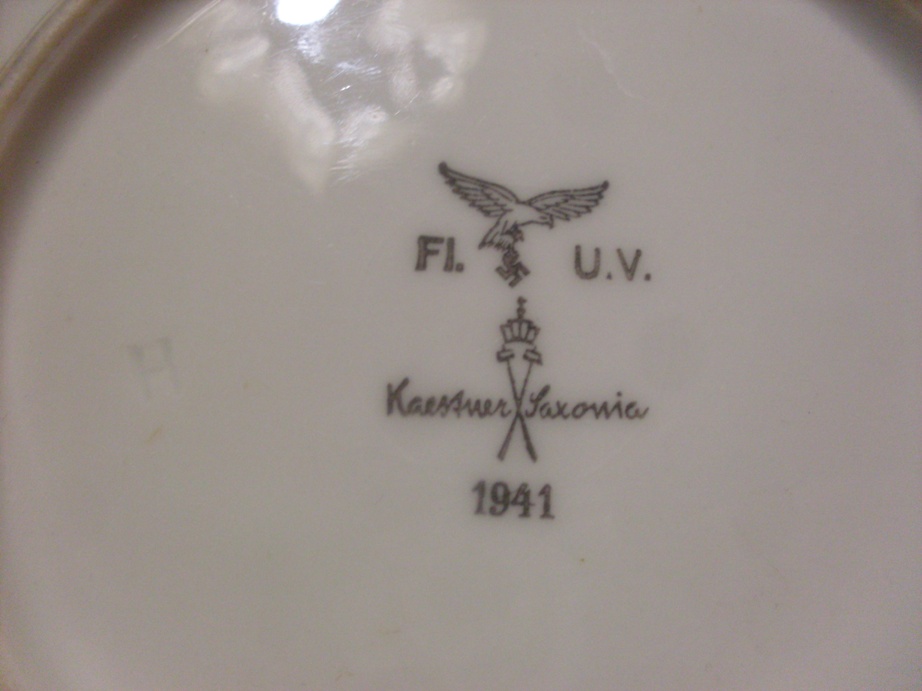 Fl. U.V.
Kaestner Saxonia
1941
H